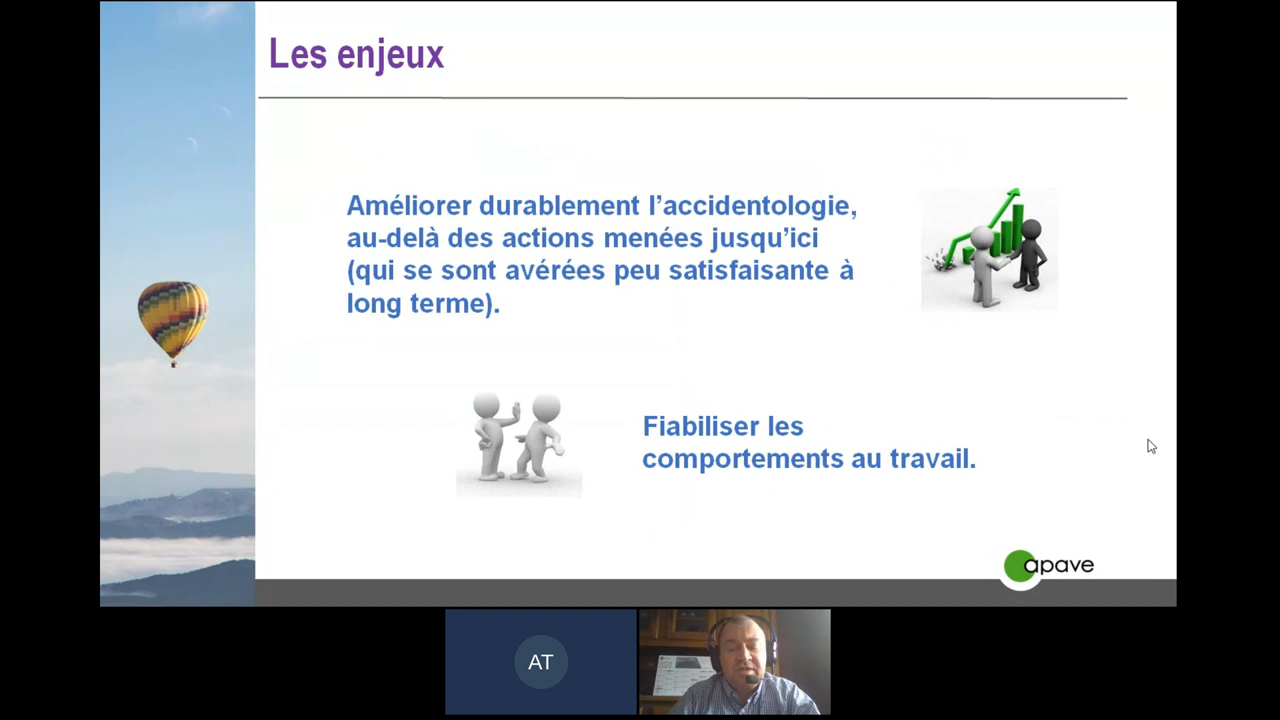 Les enjeux
Améliorer durablement l’accidentologie,
au-delà des actions menées jusqu’ici
(qui se sont avérées peu satisfaisante à
long terme).
Fiabiliser les
comportements au travail.
apave
AT